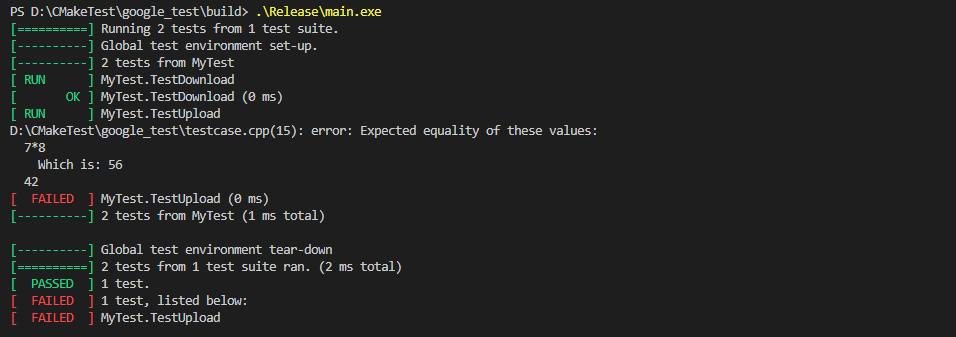 PS D:\CMakeTest\google_test\build> .\Release\main.exe
[==========] Running 2 tests from 1 test suite.
[----------] Global test environment set-up.
[----------] 2 tests from MyTest
[ RUN      ] MyTest.TestDownload
[       OK ] MyTest.TestDownload (0 ms)
[ RUN      ] MyTest.TestUpload
D:\CMakeTest\google_test\testcase.cpp(15): error: Expected equality of these values:
  7*8
    Which is: 56
  42
[  FAILED  ] MyTest.TestUpload (0 ms)
[----------] 2 tests from MyTest (1 ms total)

[----------] Global test environment tear-down
[==========] 2 tests from 1 test suite ran. (2 ms total)
[  PASSED  ] 1 test.
[  FAILED  ] 1 test, listed below:
[  FAILED  ] MyTest.TestUpload